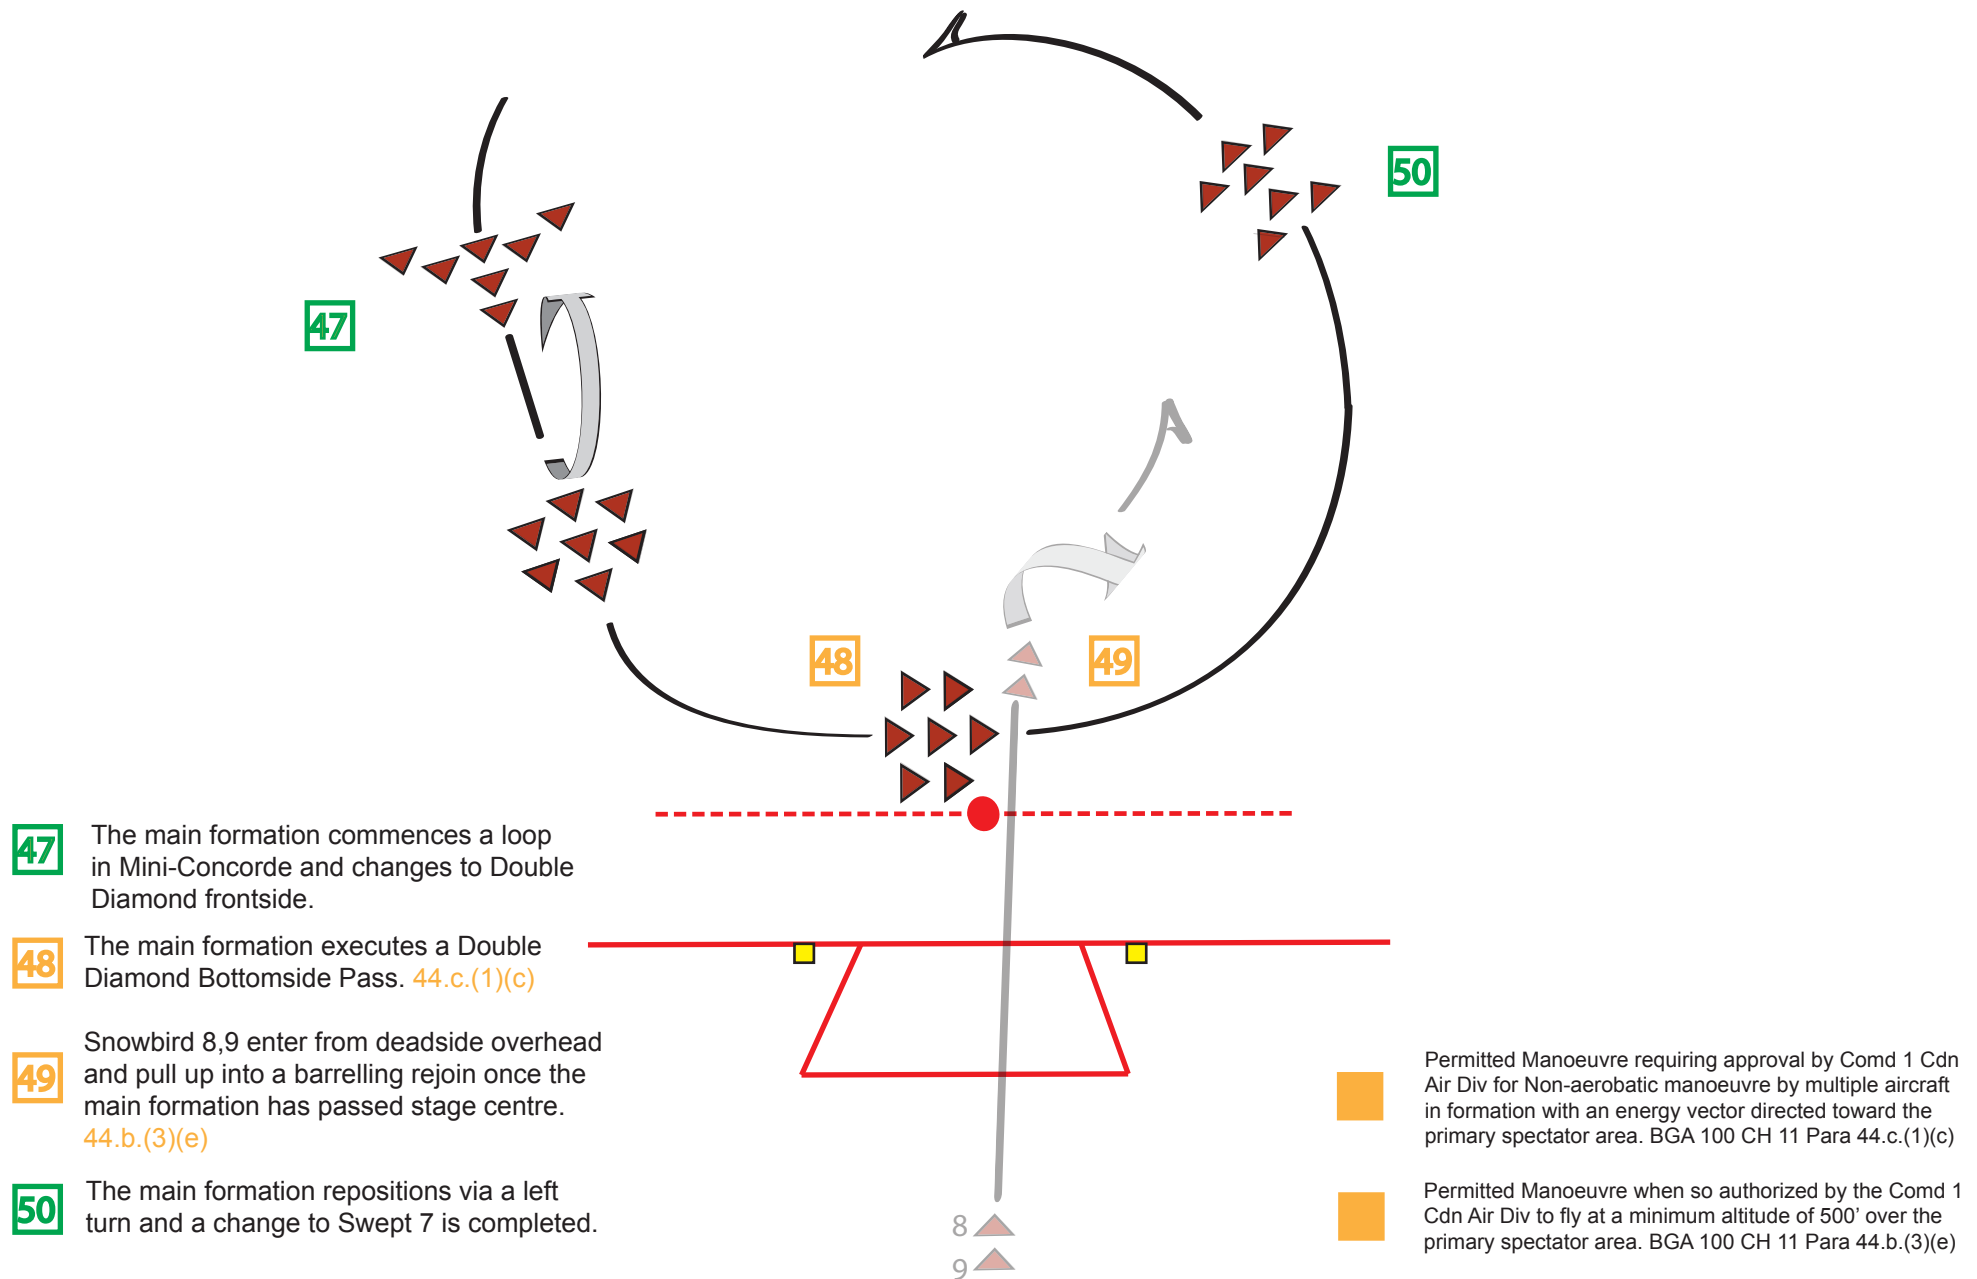 50
47
48
49
47
The main formation commences a loop
in Mini-Concorde and changes to Double
Diamond frontside.
48
The main formation executes a Double
Diamond Bottomside Pass. 44.c.(1)(c)
49
Snowbird 8,9 enter from deadside overhead
and pull up into a barrelling rejoin once the
main formation has passed stage centre.
44.b.(3)(e)
50
The main formation repositions via a left
turn and a change to Swept 7 is completed.
8
9
Permitted Manoeuvre requiring approval by Comd 1 Cdn
Air Div for Non-aerobatic manoeuvre by multiple aircraft
in formation with an energy vector directed toward the
primary spectator area. BGA 100 CH 11 Para 44.c.(1)(c)
Permitted Manoeuvre when so authorized by the Comd 1
Cdn Air Div to fly at a minimum altitude of 500’ over the
primary spectator area. BGA 100 CH 11 Para 44.b.(3)(e)